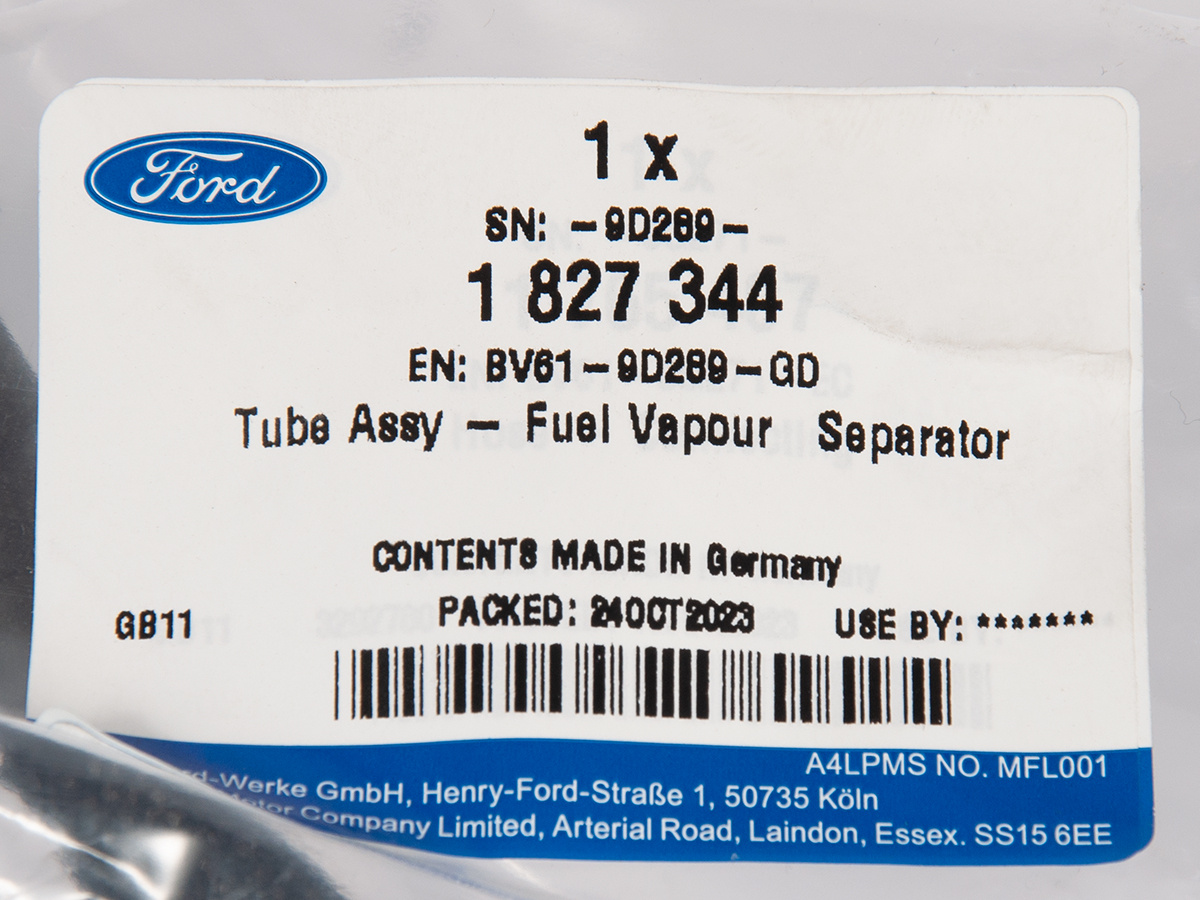 Ford
1 x
SN: -9D289-
1 827 344
EN: BV61-9D289-GD
Tube Assy - Fuel Vapour Separator
CONTENTS MADE IN Germany
GB11 PACKED: 24OCT2023 USE BY: *******
A4LPMS NO. MFL001
rd-Werke GmbH, Henry-Ford-Straße 1, 50735 Köln
otor Company Limited, Arterial Road, Laindon, Essex. SS15 6EE